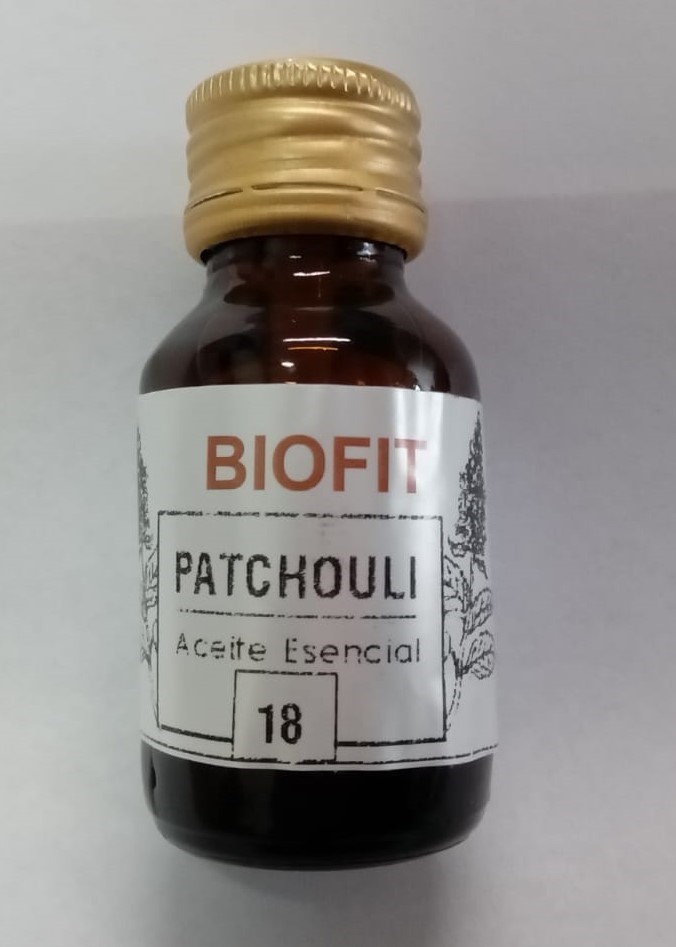 BIOFIT
PATCHOULI
Aceite Esencial
18